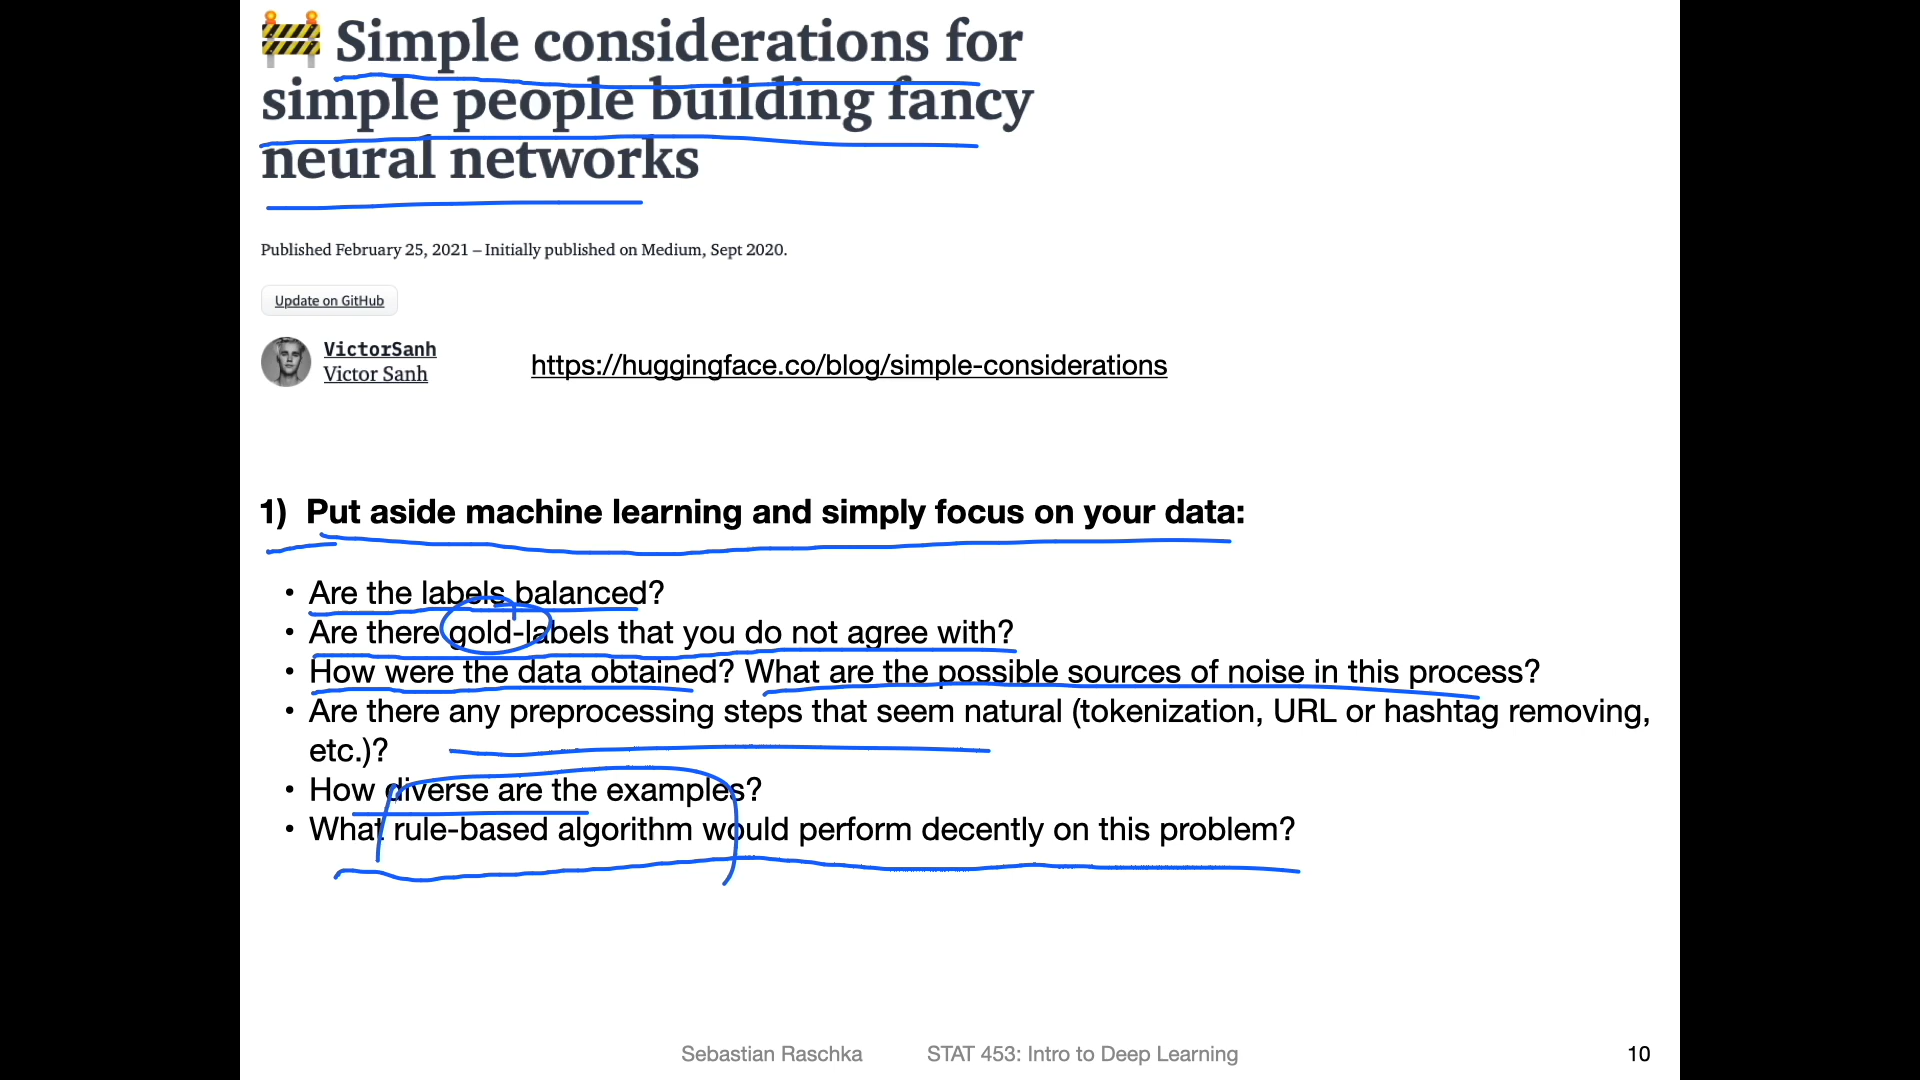 🚧 Simple considerations for
simple people building fancy
neural networks
Published February 25, 2021 – Initially published on Medium, Sept 2020.
Update on GitHub
VictorSanh
Victor Sanh
https://huggingface.co/blog/simple-considerations
1) Put aside machine learning and simply focus on your data:
• Are the labels balanced?
• Are there gold-labels that you do not agree with?
• How were the data obtained? What are the possible sources of noise in this process?
• Are there any preprocessing steps that seem natural (tokenization, URL or hashtag removing,
etc.)?
• How diverse are the examples?
• What rule-based algorithm would perform decently on this problem?
Sebastian Raschka STAT 453: Intro to Deep Learning 10